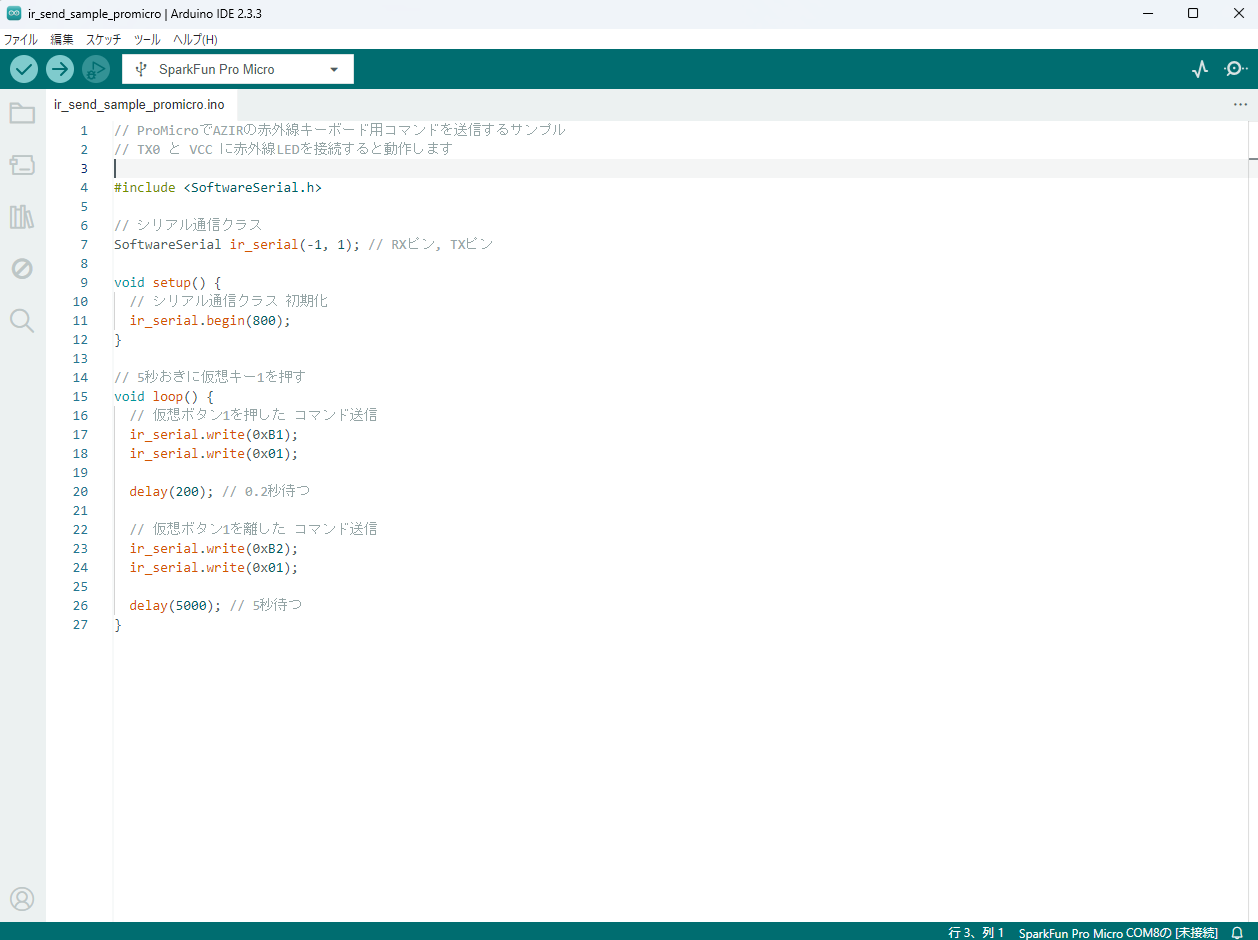 ir_send_sample_promicro | Arduino IDE 2.3.3
ファイル 編集 スケッチ ツール ヘルプ(H)
SparkFun Pro Micro
ir_send_sample_promicro.ino
1 // ProMicroでAZIRの赤外線キーボード用コマンドを送信するサンプル
2 // TX0 と VCC に赤外線LEDを接続すると動作します
3
4 #include <SoftwareSerial.h>
5
6 // シリアル通信クラス
7 SoftwareSerial ir_serial(-1, 1); // RXピン, TXピン
8
9 void setup() {
10   // シリアル通信クラス 初期化
11   ir_serial.begin(800);
12 }
13
14 // 5秒おきに仮想キー1を押す
15 void loop() {
16   // 仮想ボタン1を押した コマンド送信
17   ir_serial.write(0xB1);
18   ir_serial.write(0x01);
19
20   delay(200); // 0.2秒待つ
21
22   // 仮想ボタン1を離した コマンド送信
23   ir_serial.write(0xB2);
24   ir_serial.write(0x01);
25
26   delay(5000); // 5秒待つ
27 }
行 3、列 1 SparkFun Pro Micro COM8の [未接続]